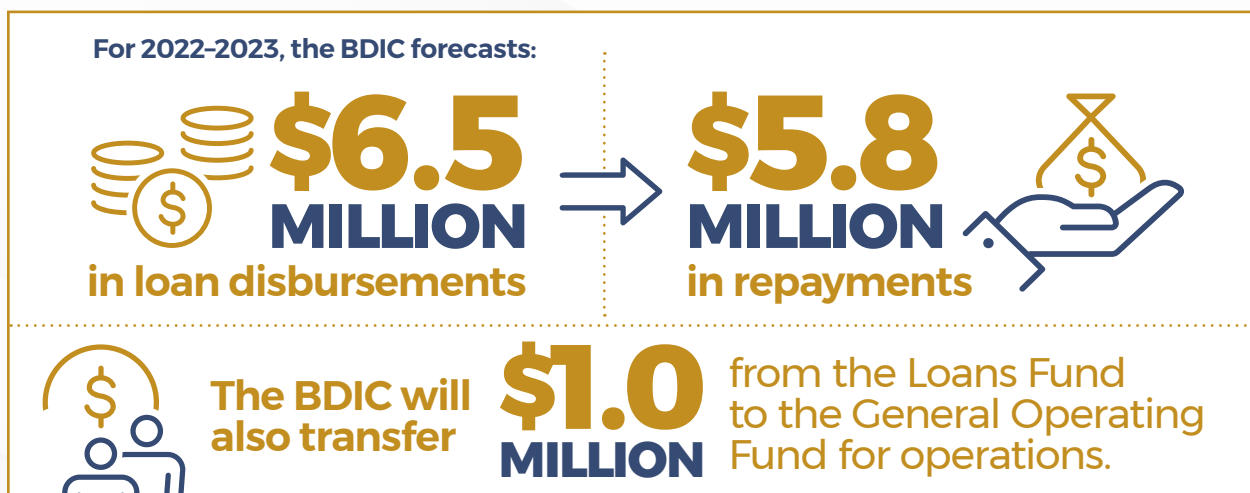 For 2022–2023, the BDIC forecasts:
$6.5
MILLION
in loan disbursements
$5.8
MILLION
in repayments
$
$
$
The BDIC will
also transfer
$1.0
MILLION
from the Loans Fund
to the General Operating
Fund for operations.